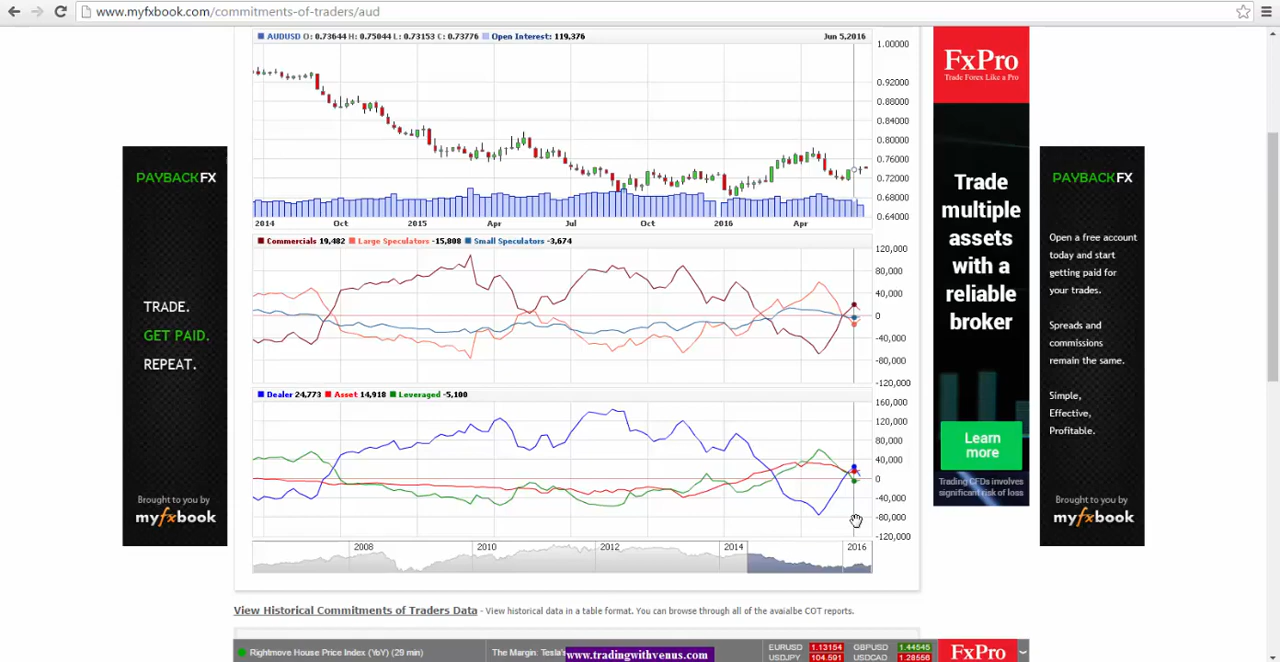 www.myfxbook.com/commitments-of-traders/aud
AUDUSD O: 0.73644 H: 0.75044 L: 0.73153 C: 0.73776 Open Interest: 119,376 Jun 5,2016
1.00000
0.92000
0.88000
0.84000
0.80000
0.76000
0.72000
0.68000
0.64000
2014 Oct 2015 Apr Jul Oct 2016 Apr
Commercials 19,482 Large Speculators -15,808 Small Speculators -3,674
120,000
80,000
40,000
0
-40,000
-80,000
-120,000
Dealer 24,773 Asset 14,918 Leveraged -5,100
160,000
120,000
80,000
40,000
0
-40,000
-80,000
-120,000
2008 2010 2012 2014 2016
View Historical Commitments of Traders Data - View historical data in a table format. You can browse through all of the avaialbe COT reports.
PAYBACKFX
TRADE.
GET PAID.
REPEAT.
Brought to you by
myfxbook
FxPro
Trade Forex Like a Pro
Trade
multiple
assets
with a
reliable
broker
Learn
more
Trading CFDs involves
significant risk of loss
PAYBACKFX
Open a free account
today and start
getting paid for
your trades.
Spreads and
commissions
remain the same.
Simple,
Effective,
Profitable.
Brought to you by
myfxbook
Rightmove House Price Index (YoY) (29 min) The Margin: Tesla's
www.tradingwithvenus.com
EURUSD 1.13154 GBPUSD 1.44545
USDJPY 104.591 USDCAD 1.28556
FxPro